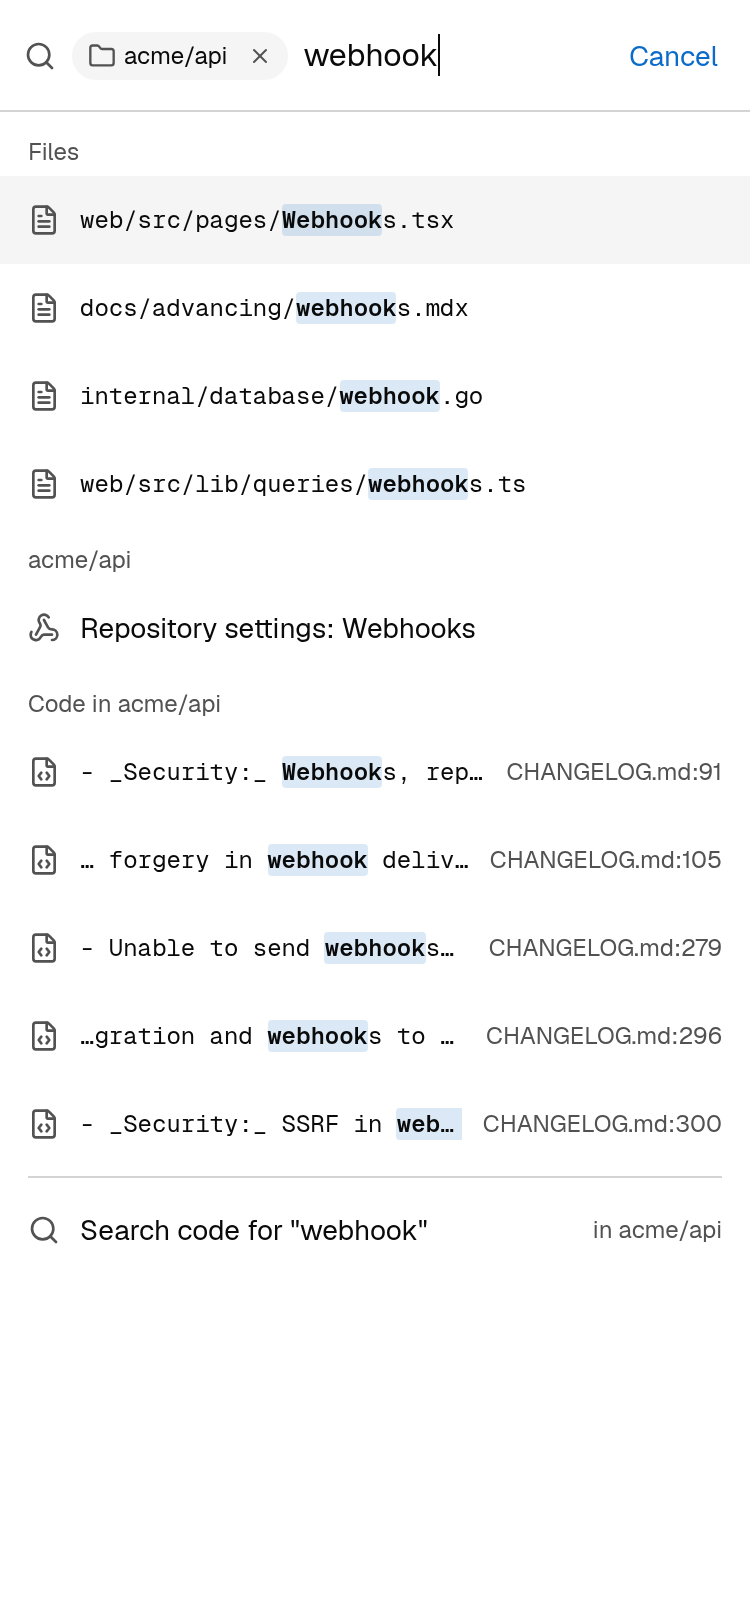 acme/api webhook Cancel
Files
web/src/pages/Webhooks.tsx
docs/advancing/webhooks.mdx
internal/database/webhook.go
web/src/lib/queries/webhooks.ts
acme/api
Repository settings: Webhooks
Code in acme/api
- _Security:_ Webhooks, rep… CHANGELOG.md:91
… forgery in webhook deliv… CHANGELOG.md:105
- Unable to send webhooks… CHANGELOG.md:279
…gration and webhooks to … CHANGELOG.md:296
- _Security:_ SSRF in web… CHANGELOG.md:300
Search code for "webhook" in acme/api